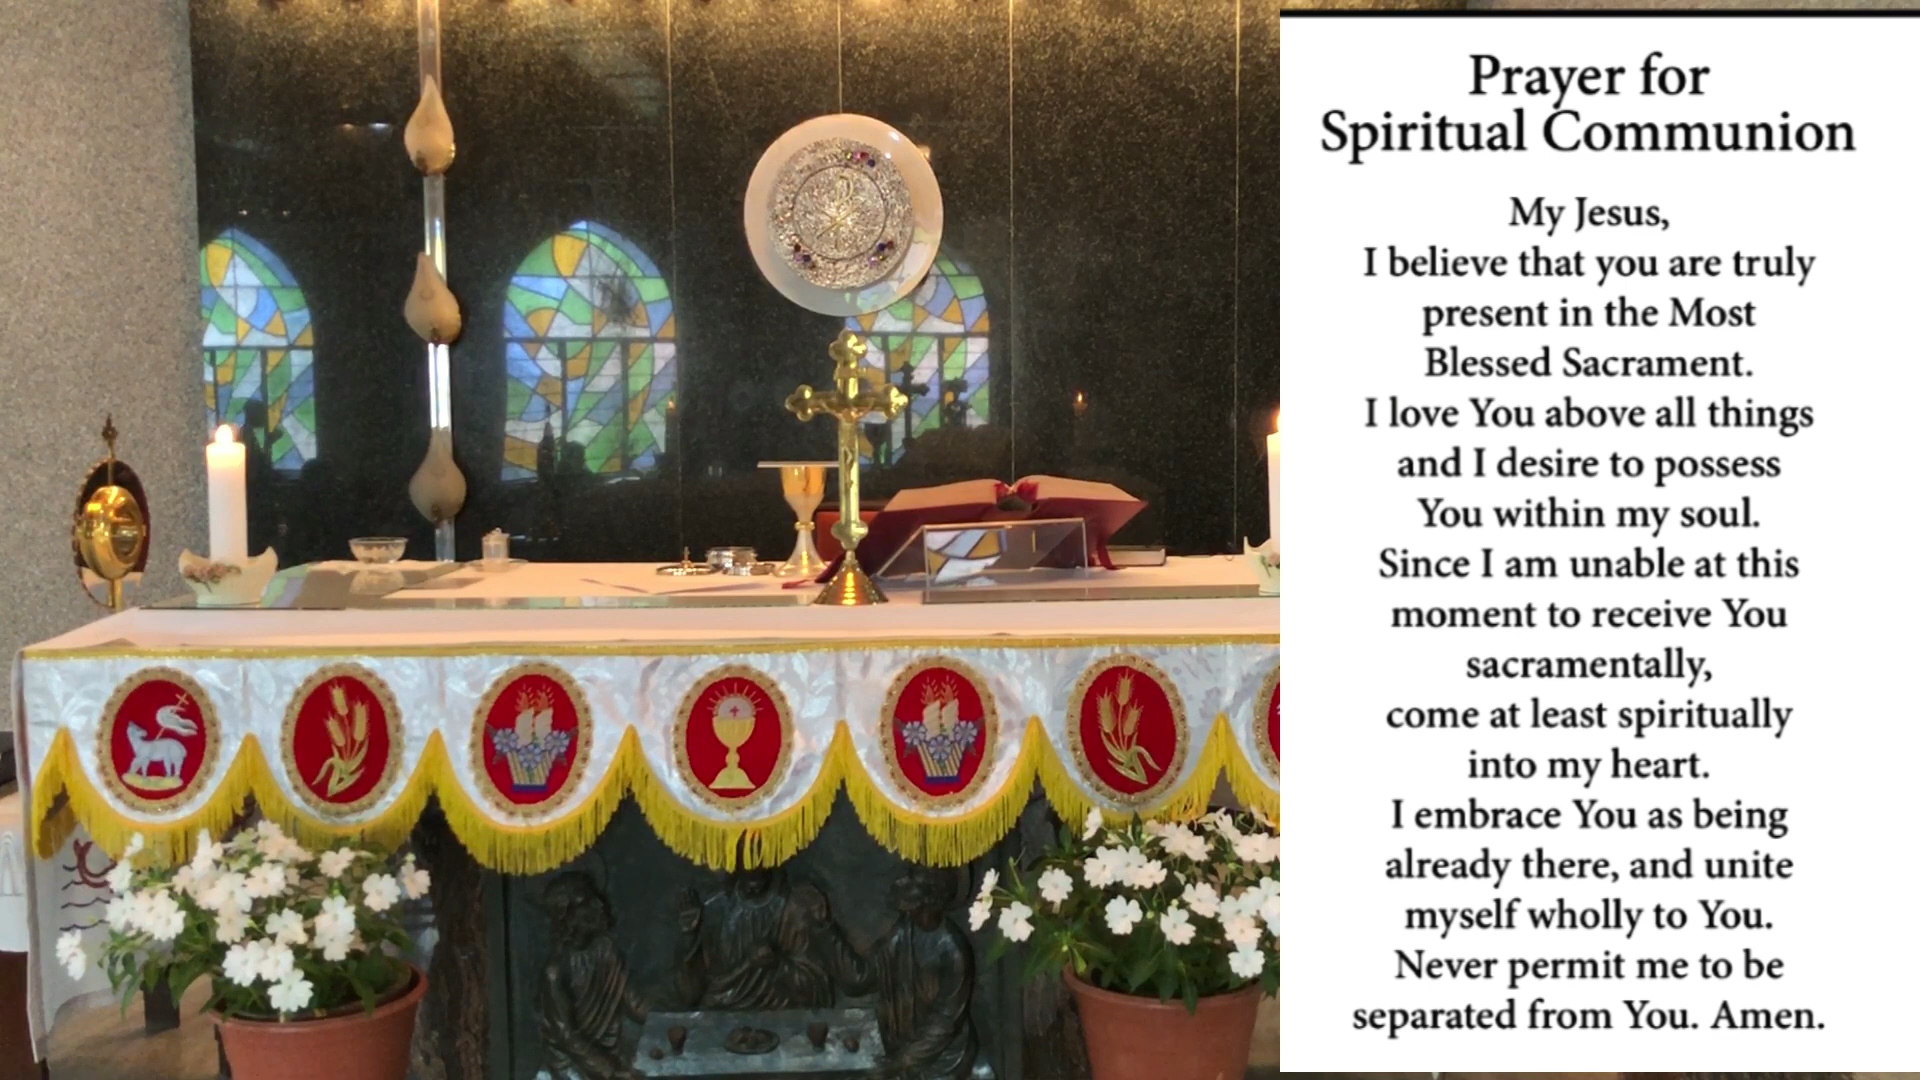 Prayer for
Spiritual Communion
My Jesus,
I believe that you are truly
present in the Most
Blessed Sacrament.
I love You above all things
and I desire to possess
You within my soul.
Since I am unable at this
moment to receive You
sacramentally,
come at least spiritually
into my heart.
I embrace You as being
already there, and unite
myself wholly to You.
Never permit me to be
separated from You. Amen.